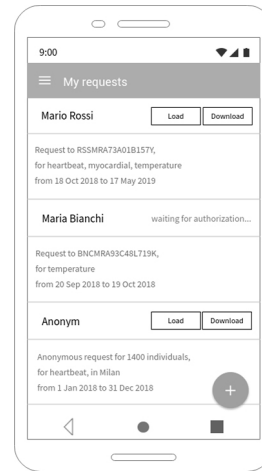 9:00
My requests
Mario Rossi Load Download
Request to RSSMRA73A01B157Y,
for heartbeat, myocardial, temperature
from 18 Oct 2018 to 17 May 2019
Maria Bianchi waiting for authorization...
Request to BNCMRA93C48L719K,
for temperature
from 20 Sep 2018 to 19 Oct 2018
Anonym Load Download
Anonymous request for 1400 individuals,
for heartbeat, in Milan
from 1 Jan 2018 to 31 Dec 2018
+